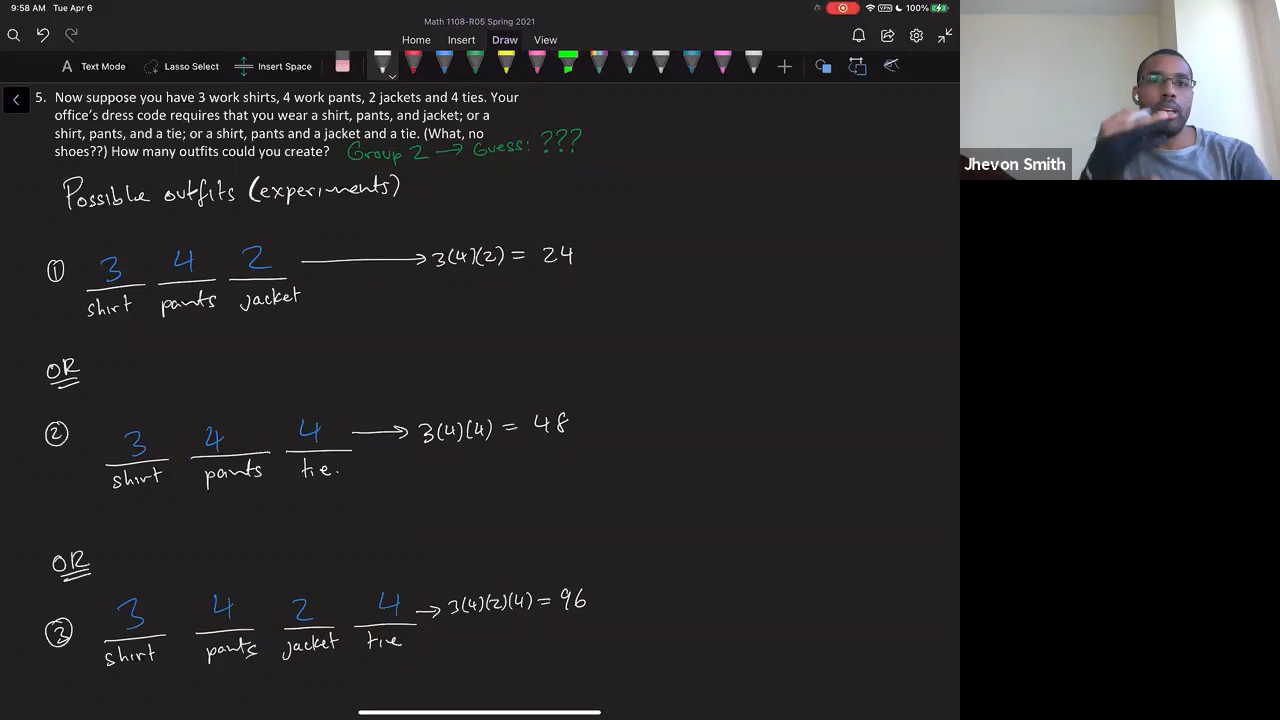 9:58 AM Tue Apr 6
VPN 100%
Math 1108-R05 Spring 2021
Home Insert Draw View
Text Mode Lasso Select Insert Space
5. Now suppose you have 3 work shirts, 4 work pants, 2 jackets and 4 ties. Your
office's dress code requires that you wear a shirt, pants, and jacket; or a
shirt, pants, and a tie; or a shirt, pants and a jacket and a tie. (What, no
shoes??) How many outfits could you create? Group 2 → Guess: ???
Possible outfits (experiments)
① 3 4 2 → 3(4)(2) = 24
shirt pants jacket
OR
② 3 4 4 → 3(4)(4) = 48
shirt pants tie.
OR
③ 3 4 2 4 → 3(4)(2)(4) = 96
shirt pants jacket tie
Jhevon Smith